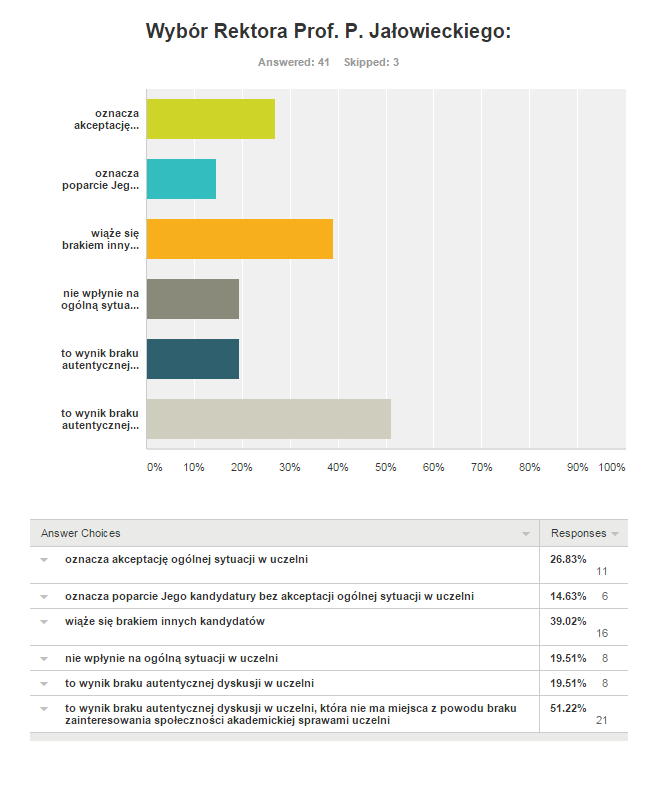 Wybór Rektora Prof. P. Jałowieckiego:
Answered: 41 Skipped: 3
oznacza
akceptację...
oznacza
poparcie Jeg...
wiąże się
brakiem inny...
nie wpłynie na
ogólną sytua...
to wynik braku
autentycznej...
to wynik braku
autentycznej...
0% 10% 20% 30% 40% 50% 60% 70% 80% 90% 100%
Answer Choices Responses
oznacza akceptację ogólnej sytuacji w uczelni 26.83%
11
oznacza poparcie Jego kandydatury bez akceptacji ogólnej sytuacji w uczelni 14.63% 6
wiąże się brakiem innych kandydatów 39.02%
16
nie wpłynie na ogólną sytuacji w uczelni 19.51% 8
to wynik braku autentycznej dyskusji w uczelni 19.51% 8
to wynik braku autentycznej dyskusji w uczelni, która nie ma miejsca z powodu braku 51.22%
zainteresowania społeczności akademickiej sprawami uczelni 21